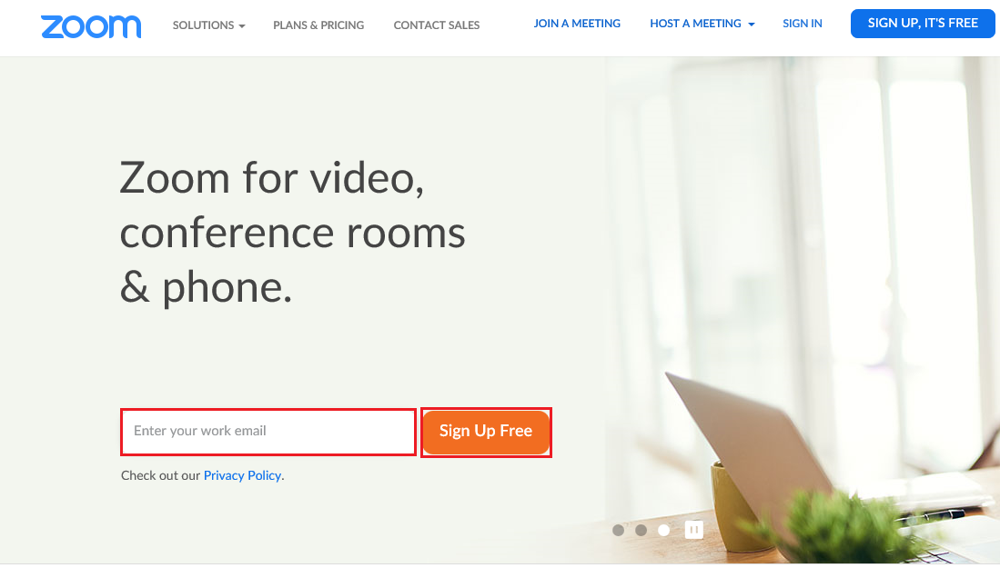 zoom
SOLUTIONS
PLANS & PRICING
CONTACT SALES
JOIN A MEETING
HOST A MEETING
SIGN IN
SIGN UP, IT'S FREE
Zoom for video,
conference rooms
& phone.
Enter your work email
Sign Up Free
Check out our Privacy Policy.